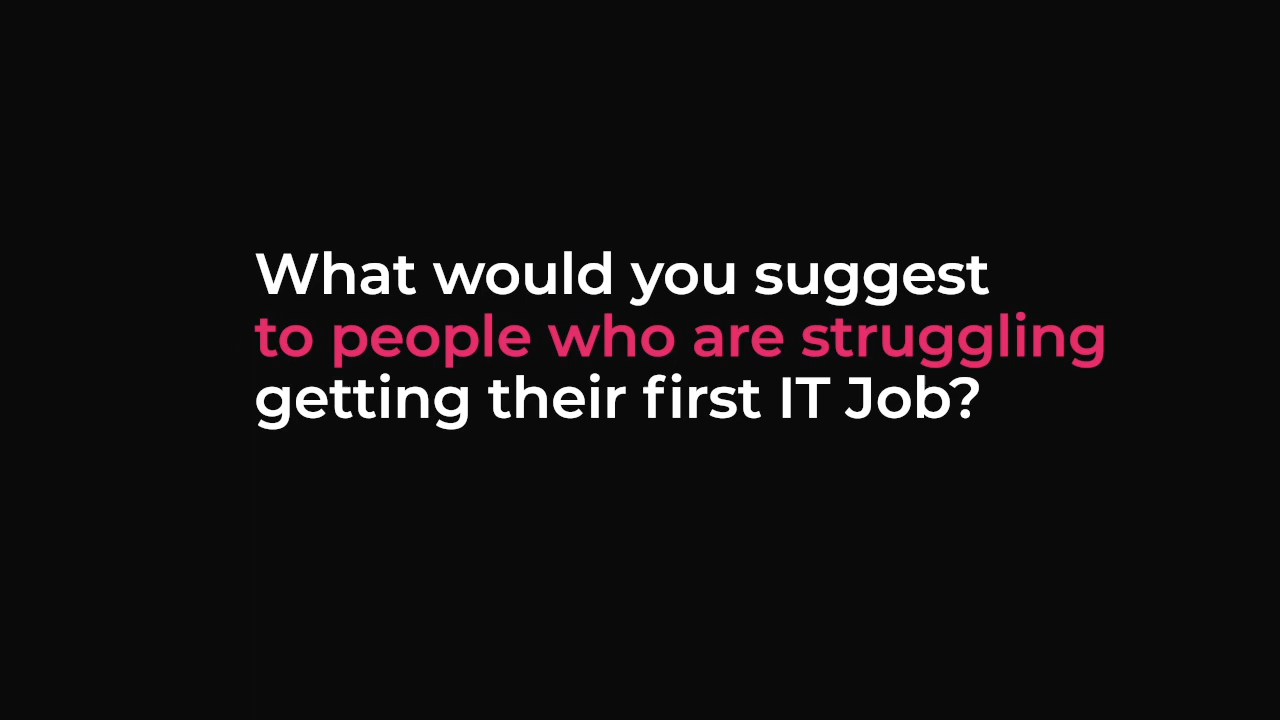 What would you suggest
to people who are struggling
getting their first IT Job?